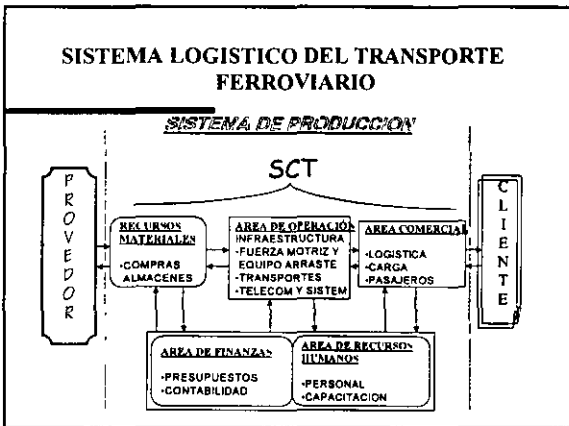 SISTEMA LOGISTICO DEL TRANSPORTE
FERROVIARIO
SISTEMA DE PRODUCCION
SCT
PROVEDOR
RECURSOS
MATERIALES
•COMPRAS
ALMACENES
AREA DE OPERACIÓN
INFRAESTRUCTURA
•FUERZA MOTRIZ Y
EQUIPO ARRASTE
•TRANSPORTES
•TELECOM Y SISTEM
AREA COMERCIAL
•LOGISTICA
•CARGA
•PASAJEROS
CLIENTE
AREA DE FINANZAS
•PRESUPUESTOS
•CONTABILIDAD
AREA DE RECURSOS
HUMANOS
•PERSONAL
•CAPACITACION